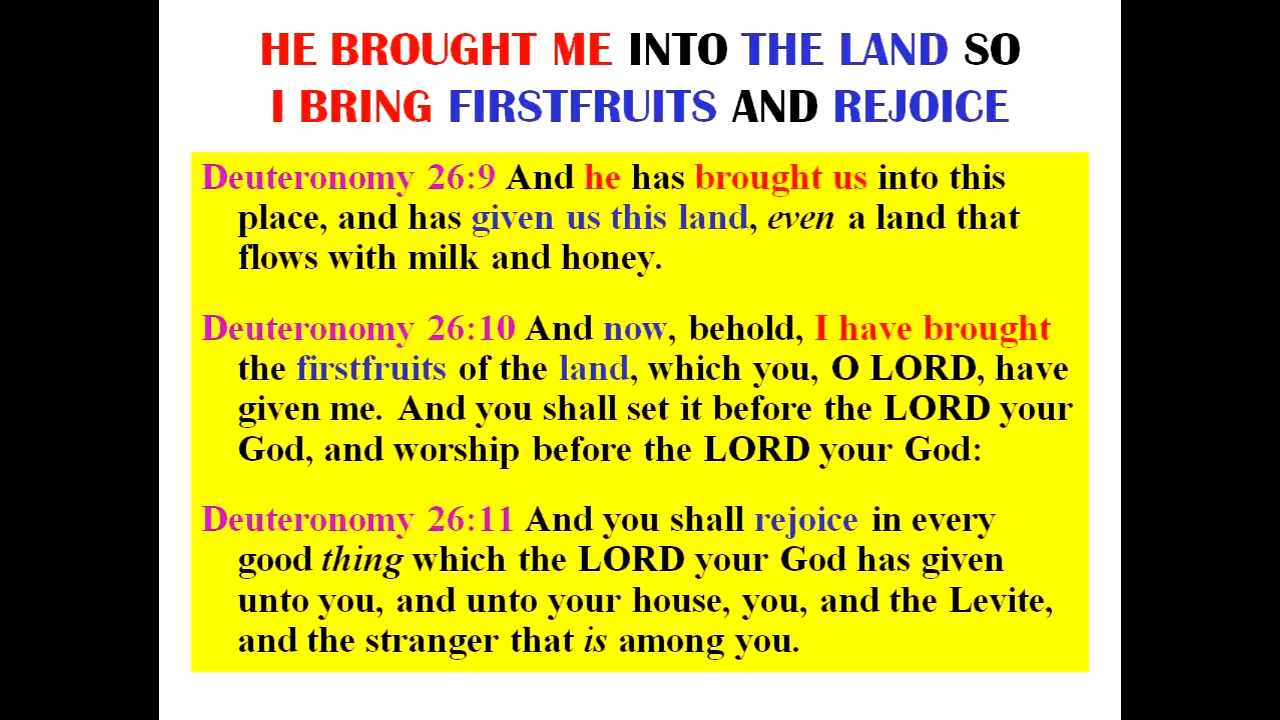 HE BROUGHT ME INTO THE LAND SO
I BRING FIRSTFRUITS AND REJOICE
Deuteronomy 26:9 And he has brought us into this
place, and has given us this land, even a land that
flows with milk and honey.
Deuteronomy 26:10 And now, behold, I have brought
the firstfruits of the land, which you, O LORD, have
given me. And you shall set it before the LORD your
God, and worship before the LORD your God:
Deuteronomy 26:11 And you shall rejoice in every
good thing which the LORD your God has given
unto you, and unto your house, you, and the Levite,
and the stranger that is among you.